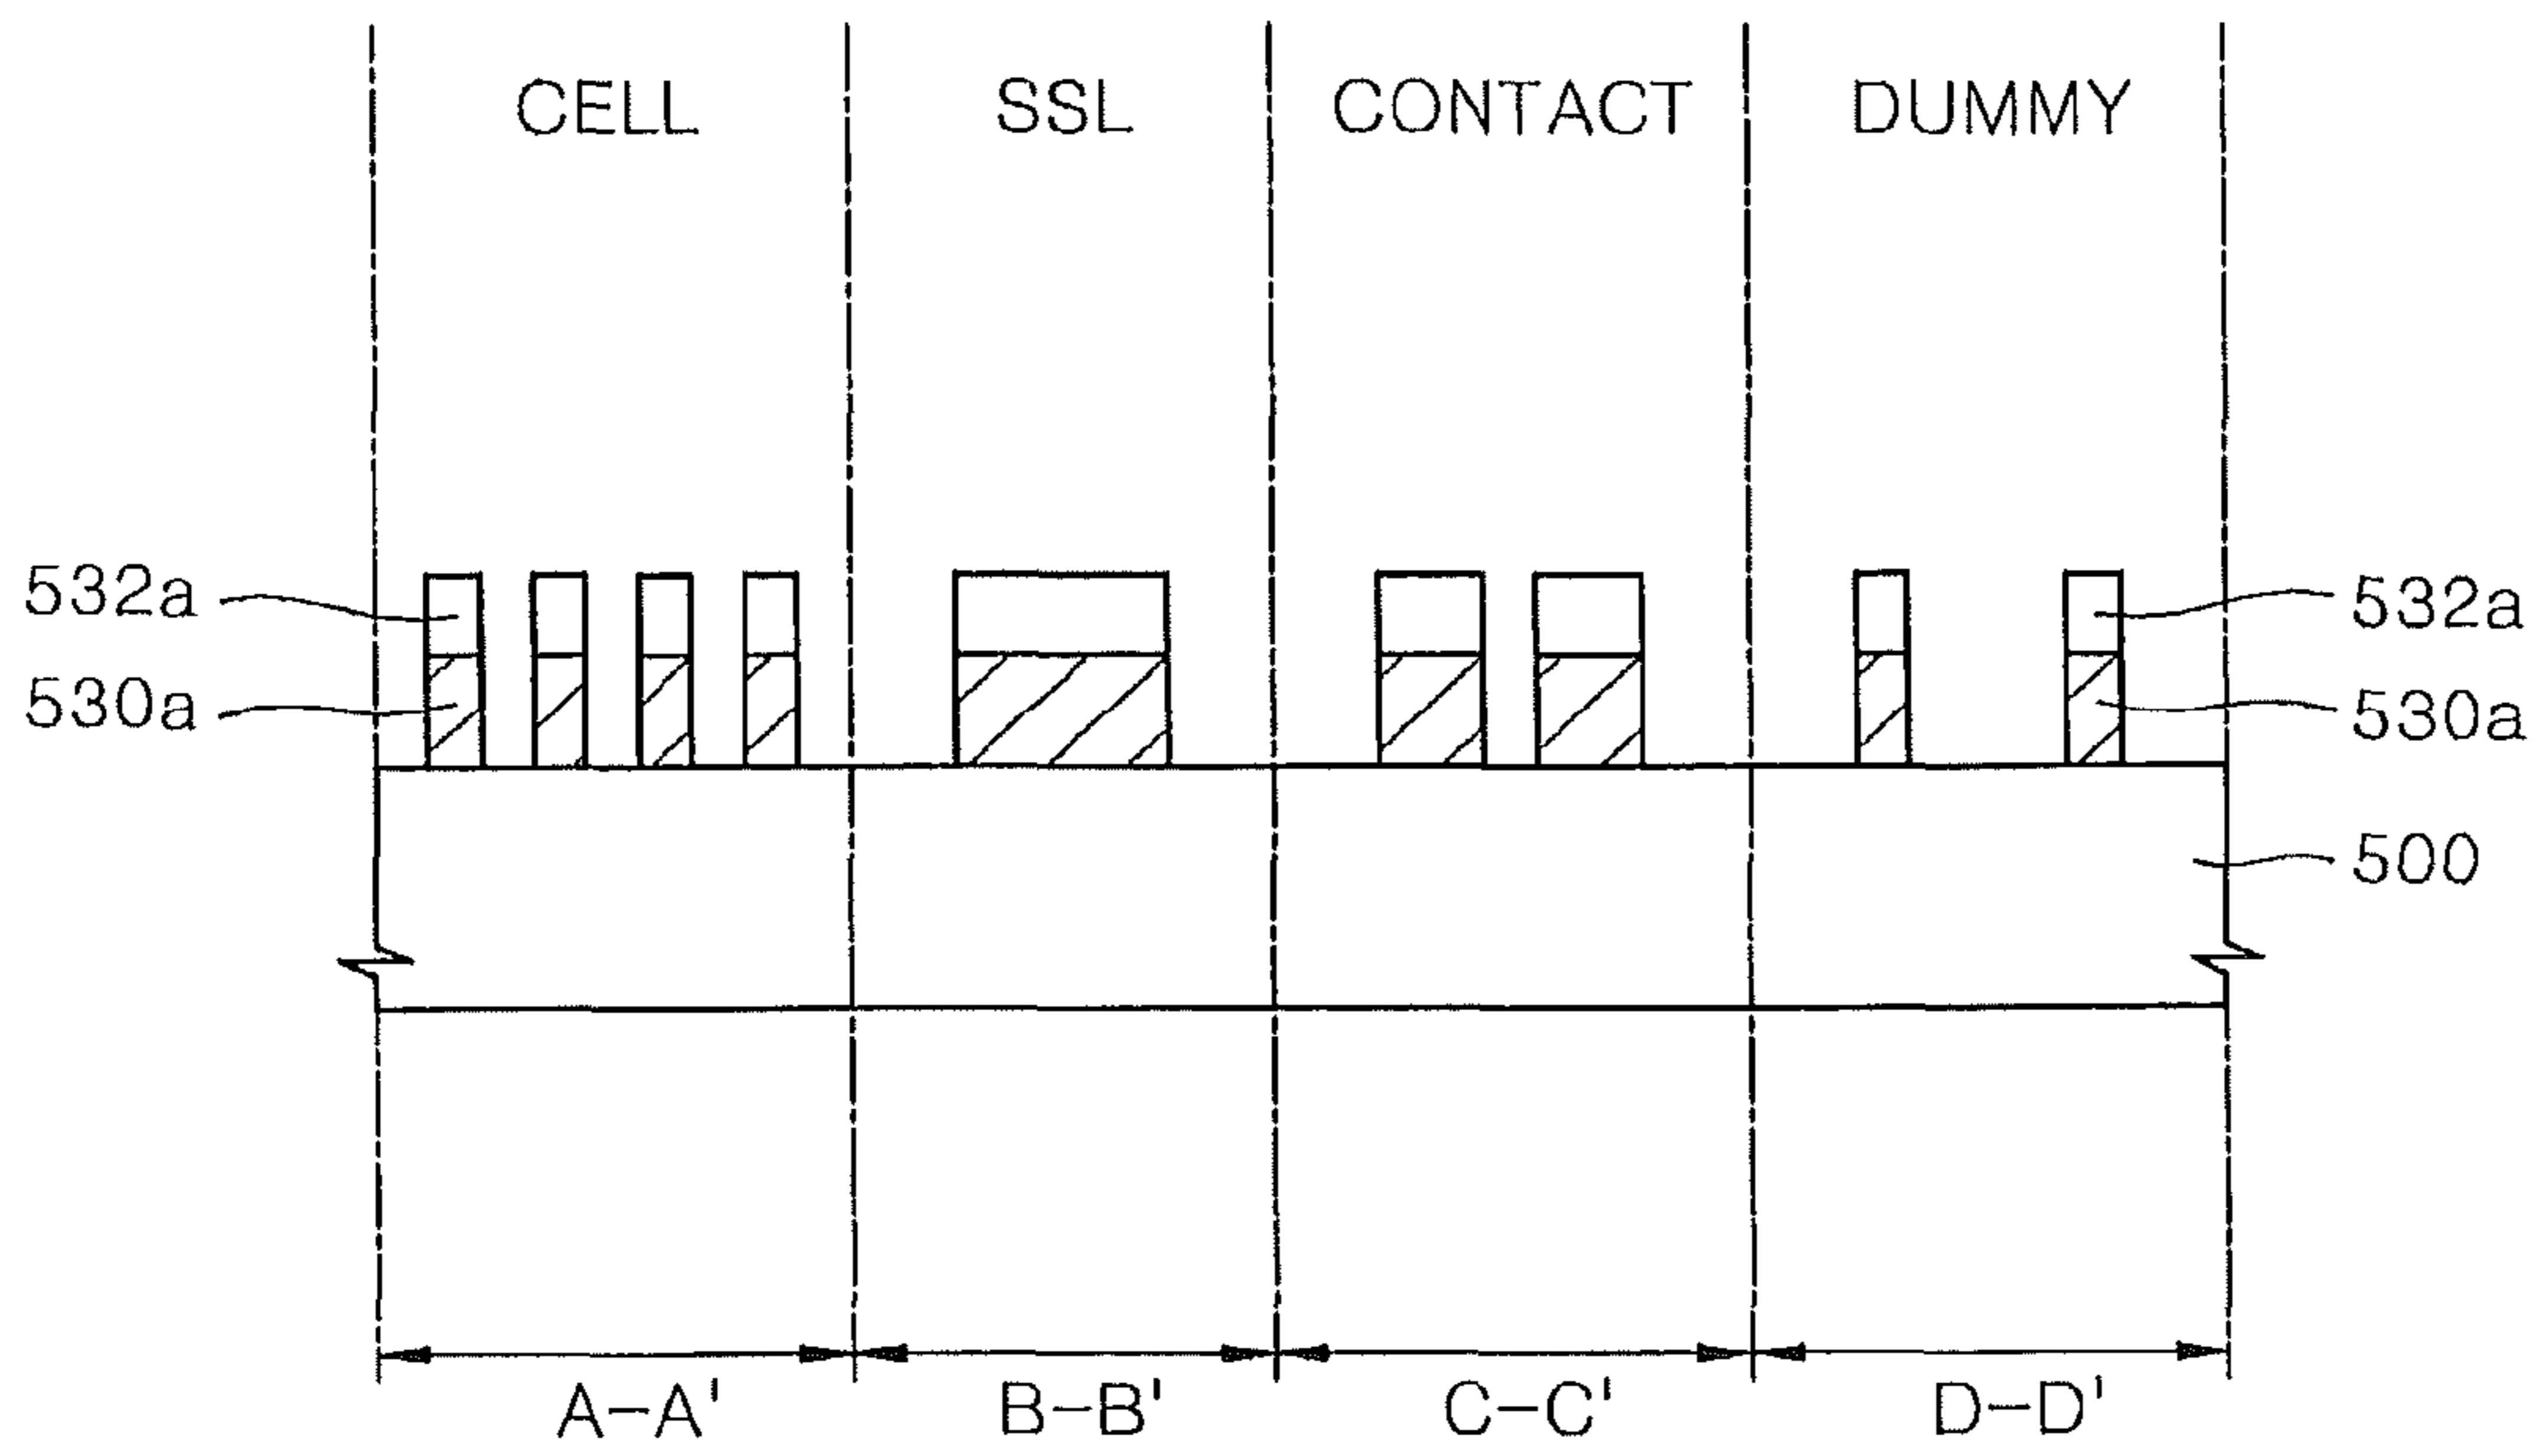 CELL SSL CONTACT DUMMY
532a 532a
530a 530a
500
A-A' B-B' C-C' D-D'